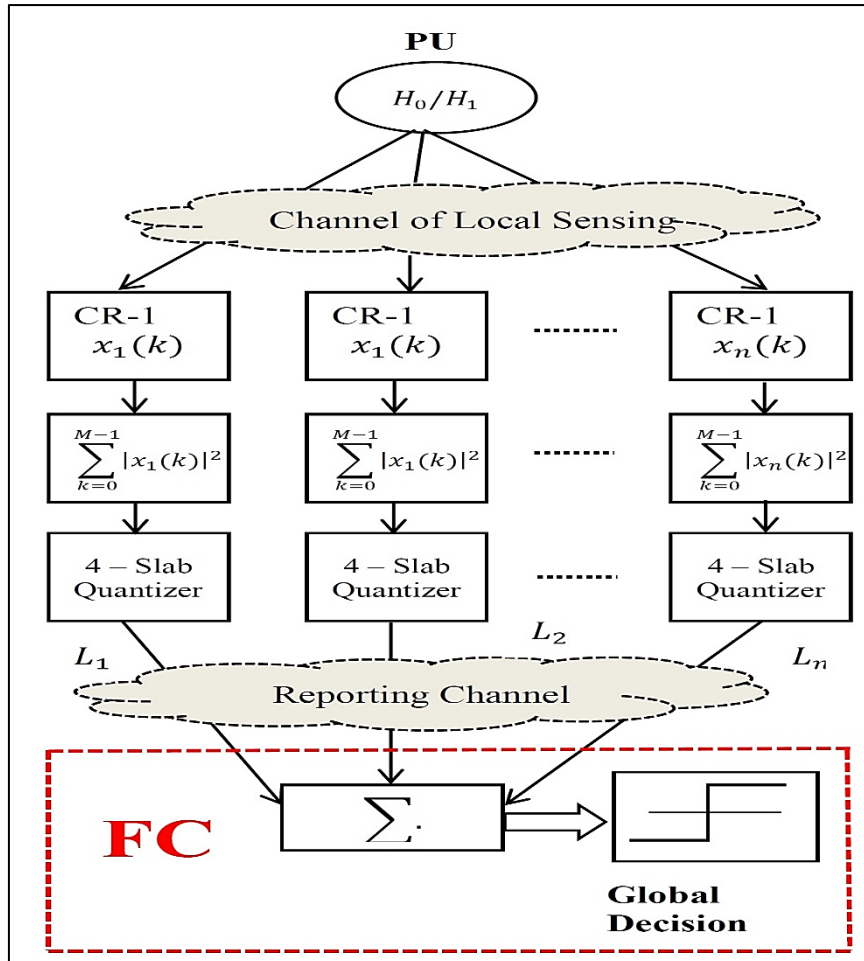 PU
H₀/H₁
Channel of Local Sensing
CR-1
x₁(k)
CR-1
x₁(k)
CR-1
xₙ(k)
M−1
∑ |x₁(k)|²
k=0
M−1
∑ |x₁(k)|²
k=0
M−1
∑ |xₙ(k)|²
k=0
4 – Slab
Quantizer
4 – Slab
Quantizer
4 – Slab
Quantizer
L₁
L₂
Lₙ
Reporting Channel
FC
∑.
Global
Decision